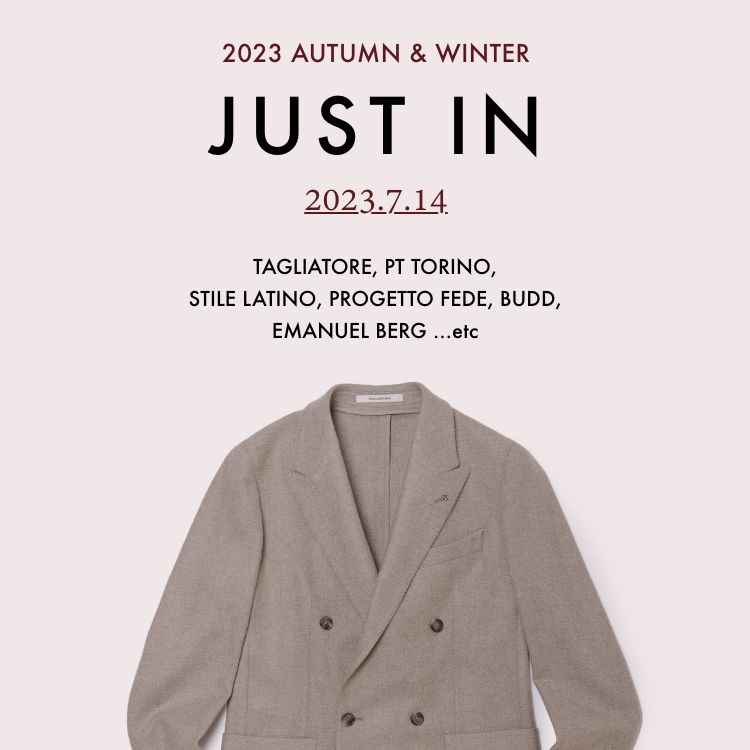 2023 AUTUMN & WINTER
JUST IN
2023.7.14
TAGLIATORE, PT TORINO,
STILE LATINO, PROGETTO FEDE, BUDD,
EMANUEL BERG ...etc
TAGLIATORE